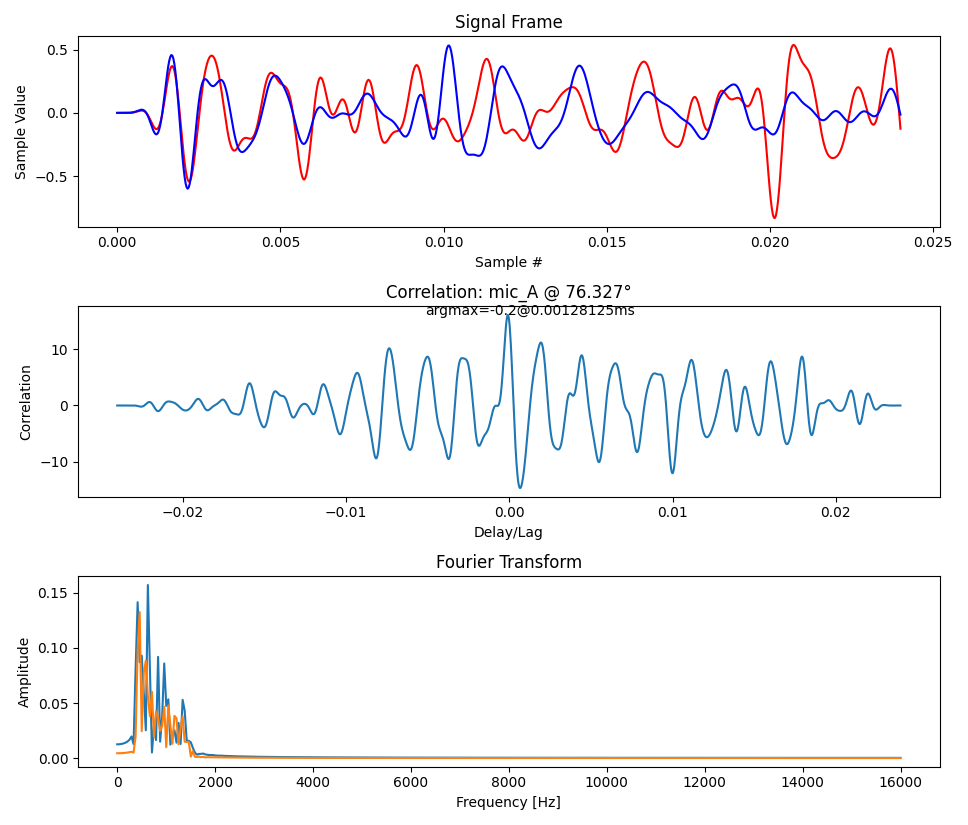 Signal Frame
0.5
0.0
−0.5
Sample Value
0.000 0.005 0.010 0.015 0.020 0.025
Sample #
Correlation: mic_A @ 76.327°
argmax=-0.2@0.00128125ms
10
0
−10
Correlation
−0.02 −0.01 0.00 0.01 0.02
Delay/Lag
Fourier Transform
0.15
0.10
0.05
0.00
Amplitude
0 2000 4000 6000 8000 10000 12000 14000 16000
Frequency [Hz]